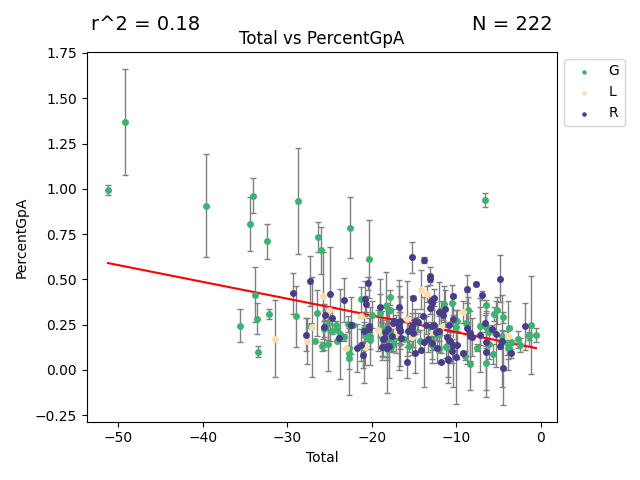 r^2 = 0.18 N = 222
Total vs PercentGpA
G
L
R
PercentGpA
1.75
1.50
1.25
1.00
0.75
0.50
0.25
0.00
−0.25
−50 −40 −30 −20 −10 0
Total